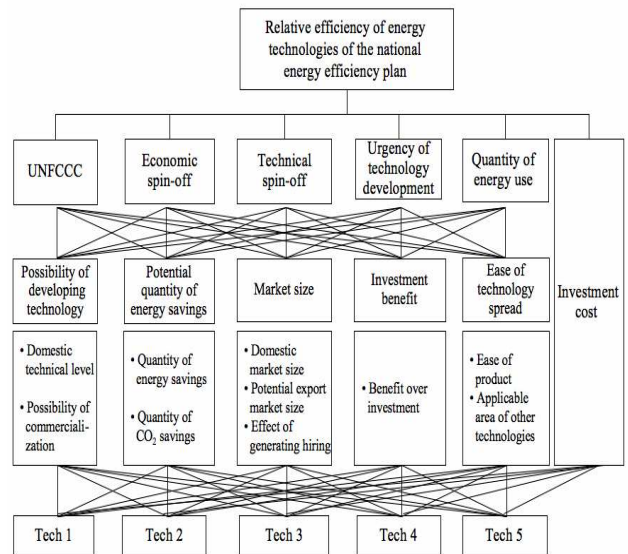 Relative efficiency of energy
technologies of the national
energy efficiency plan
UNFCCC
Economic
spin-off
Technical
spin-off
Urgency of
technology
development
Quantity of
energy use
Possibility of
developing
technology
Potential
quantity of
energy savings
Market size
Investment
benefit
Ease of
technology
spread
Investment
cost
• Domestic
technical level
• Possibility of
commerciali-
zation
• Quantity of
energy savings
• Quantity of
CO₂ savings
• Domestic
market size
• Potential export
market size
• Effect of
generating hiring
• Benefit over
investment
• Ease of
product
• Applicable
area of other
technologies
Tech 1
Tech 2
Tech 3
Tech 4
Tech 5